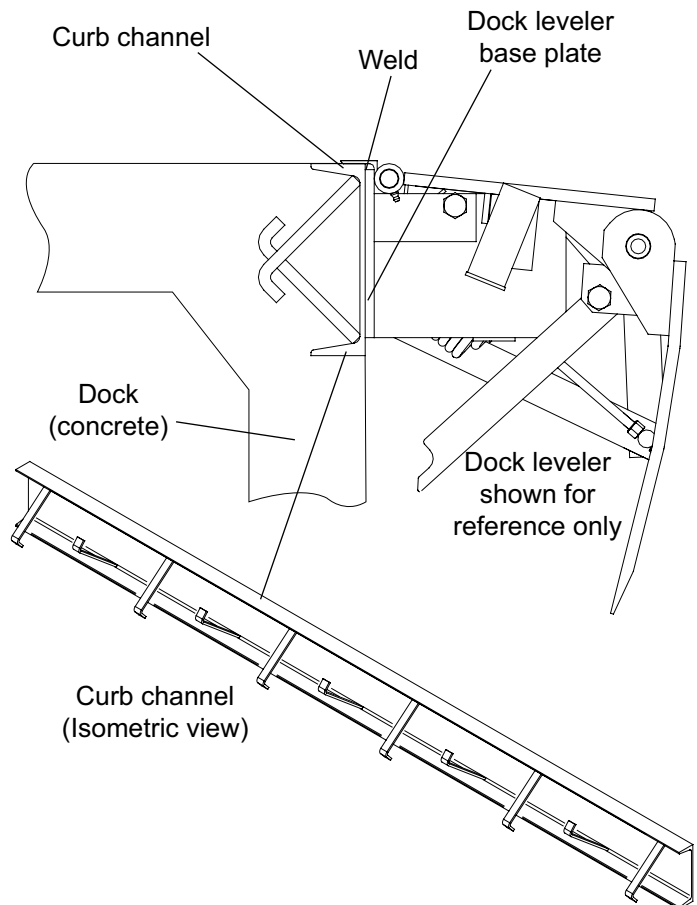 Curb channel
Weld
Dock leveler
base plate
Dock
(concrete)
Dock leveler
shown for
reference only
Curb channel
(Isometric view)